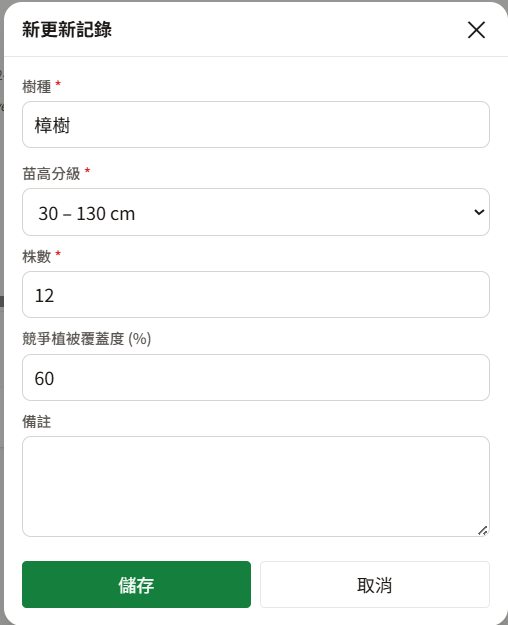 新更新記錄
樹種 *
樟樹
苗高分級 *
30 – 130 cm
株數 *
12
競爭植被覆蓋度 (%)
60
備註
儲存
取消